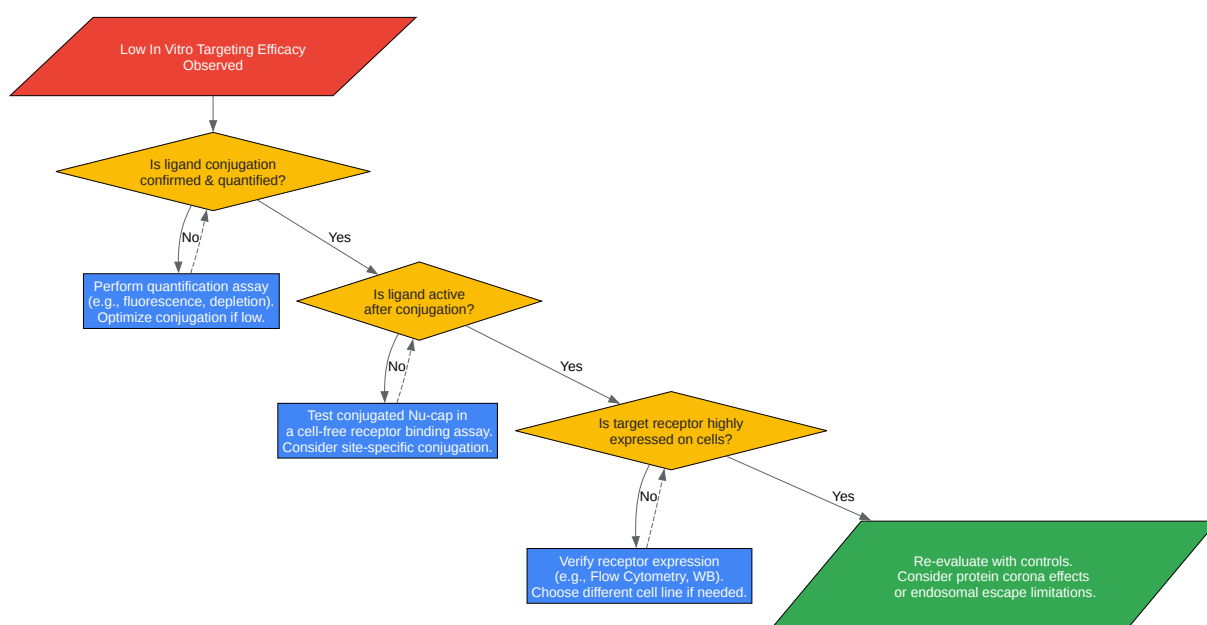 Low In Vitro Targeting Efficacy
Observed
Is ligand conjugation
confirmed & quantified?
No
Yes
Perform quantification assay
(e.g., fluorescence, depletion).
Optimize conjugation if low.
Is ligand active
after conjugation?
No
Yes
Test conjugated Nu-cap in
a cell-free receptor binding assay.
Consider site-specific conjugation.
Is target receptor highly
expressed on cells?
No
Yes
Verify receptor expression
(e.g., Flow Cytometry, WB).
Choose different cell line if needed.
Re-evaluate with controls.
Consider protein corona effects
or endosomal escape limitations.